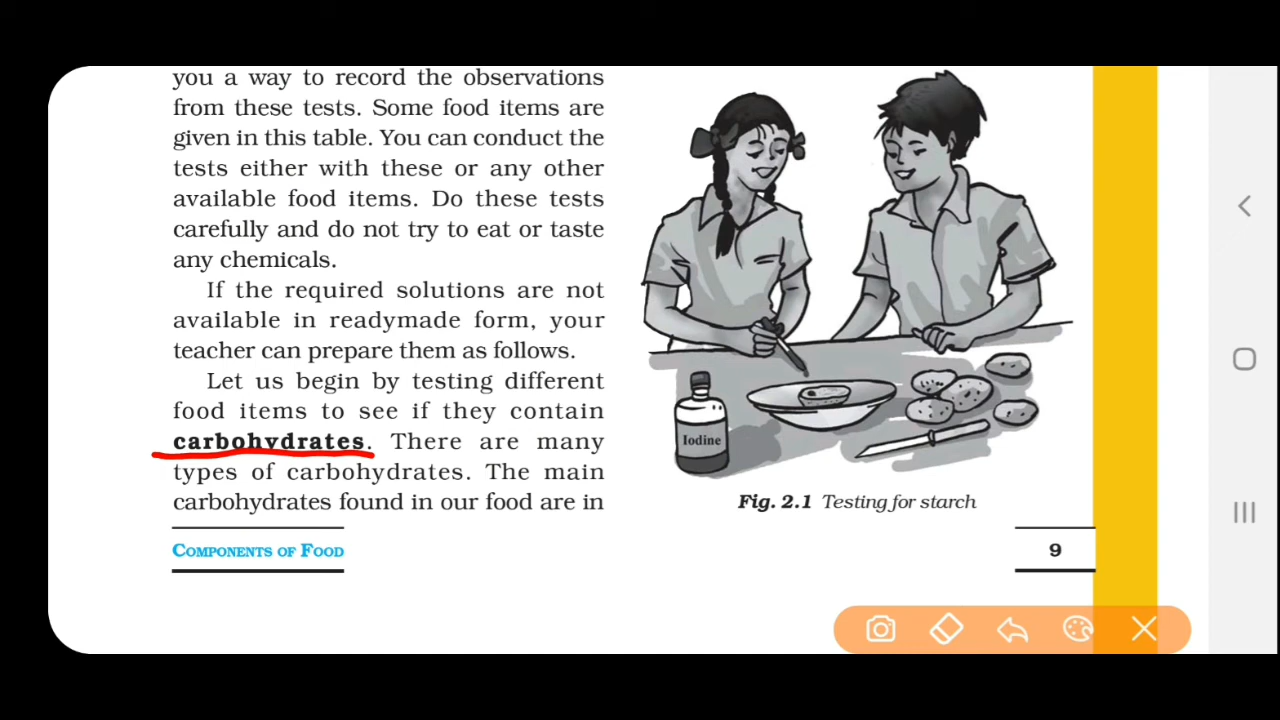 you a way to record the observations
from these tests. Some food items are
given in this table. You can conduct the
tests either with these or any other
available food items. Do these tests
carefully and do not try to eat or taste
any chemicals.
If the required solutions are not
available in readymade form, your
teacher can prepare them as follows.
Let us begin by testing different
food items to see if they contain
carbohydrates. There are many
types of carbohydrates. The main
carbohydrates found in our food are in
Iodine
Fig. 2.1 Testing for starch
COMPONENTS OF FOOD
9